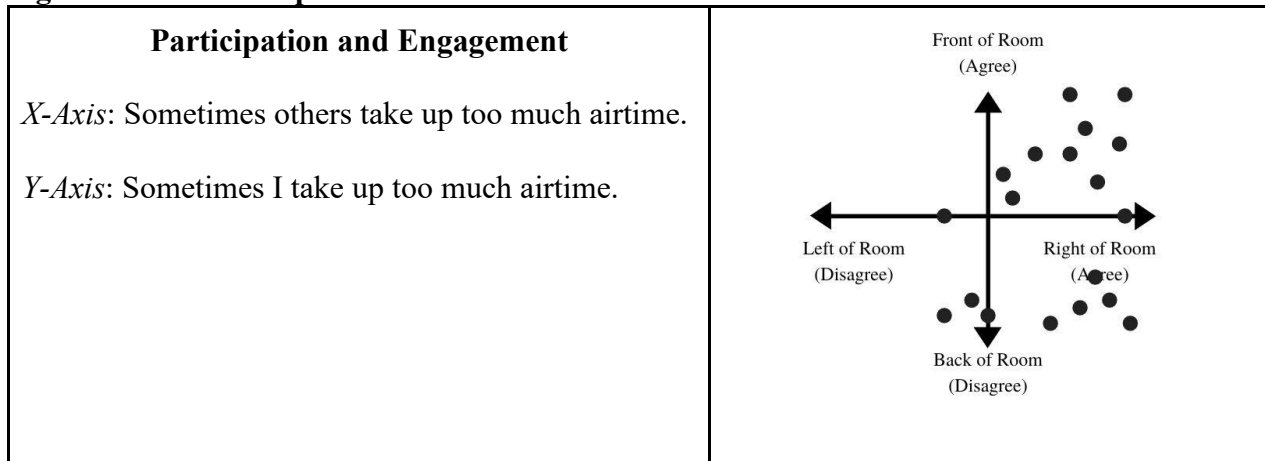 Participation and Engagement
X-Axis: Sometimes others take up too much airtime.
Y-Axis: Sometimes I take up too much airtime.
Front of Room
(Agree)
Left of Room
(Disagree)
Right of Room
(Agree)
Back of Room
(Disagree)